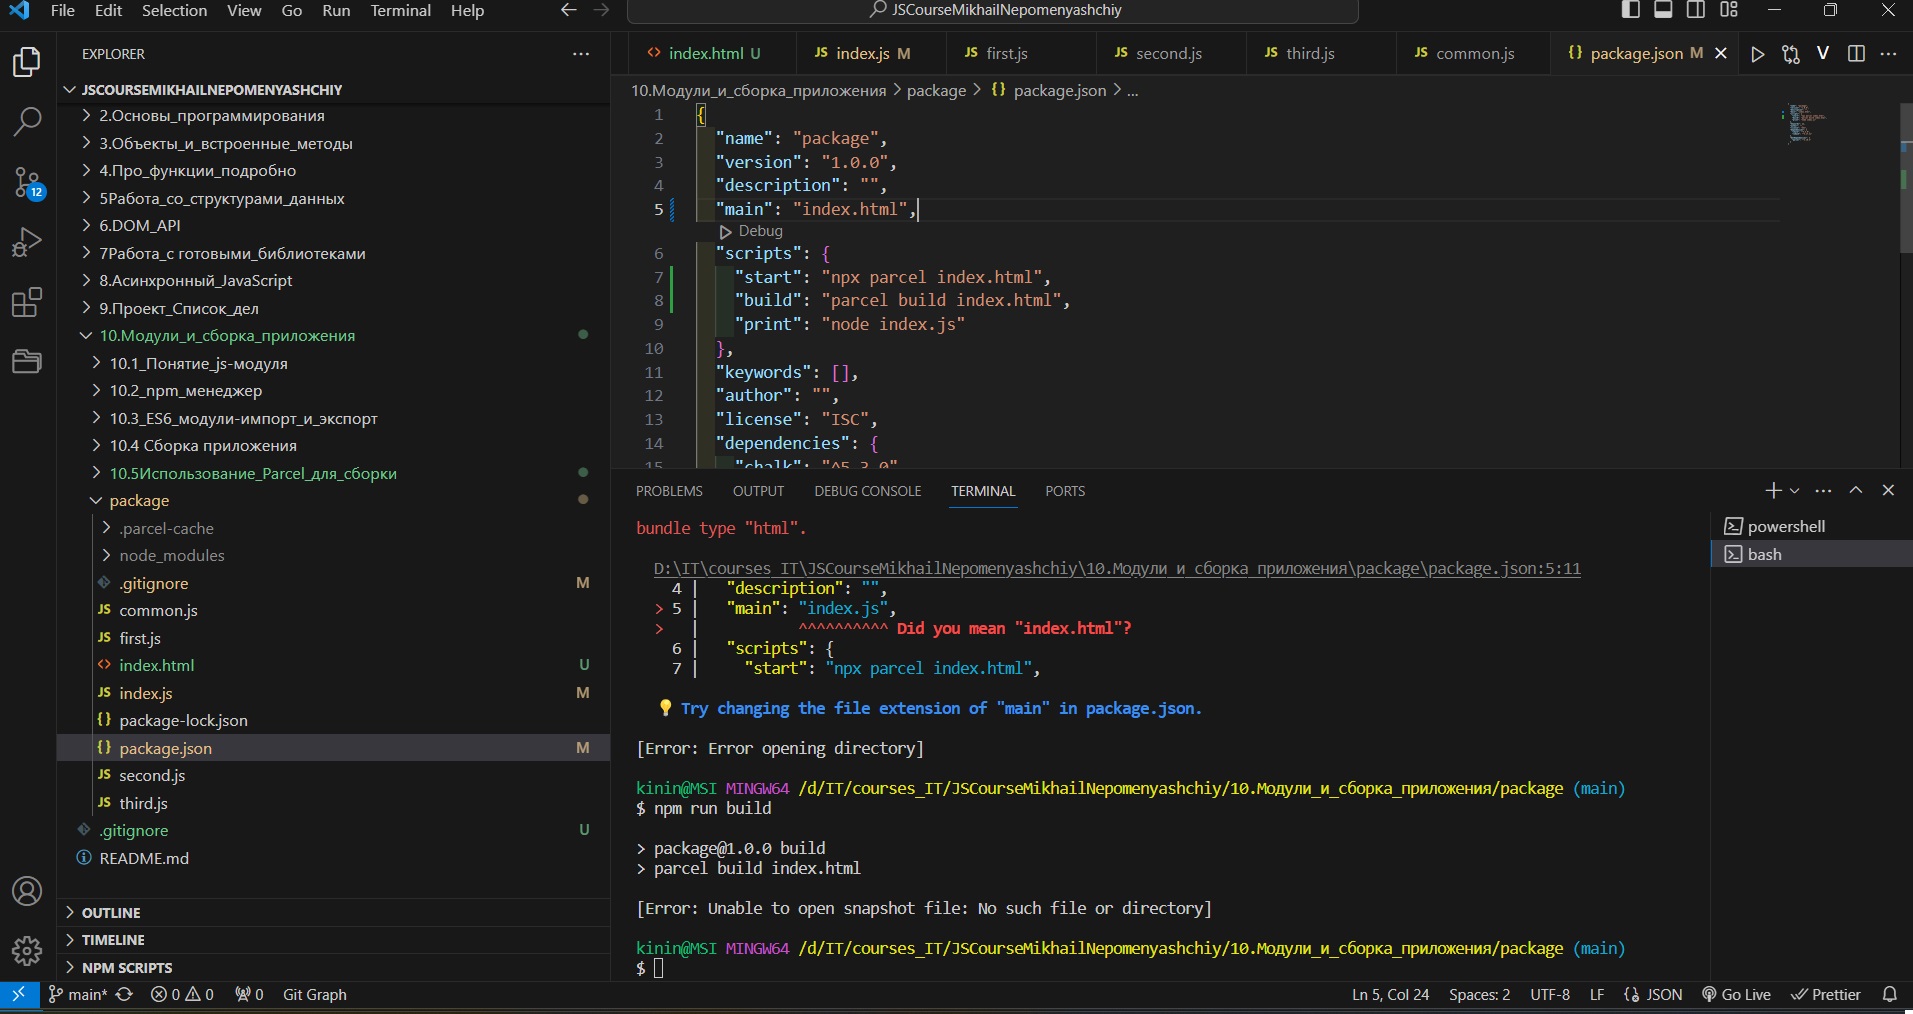 File Edit Selection View Go Run Terminal Help
JSCourseMikhailNepomenyashchiy
EXPLORER
JSCOURSEMIKHAILNEPOMENYASHCHIY
2.Основы_программирования
3.Объекты_и_встроенные_методы
4.Про_функции_подробно
5Работа_со_структурами_данных
6.DOM_API
7Работа_с готовыми_библиотеками
8.Асинхронный_JavaScript
9.Проект_Список_дел
10.Модули_и_сборка_приложения
10.1_Понятие_js-модуля
10.2_npm_менеджер
10.3_ES6_модули-импорт_и_экспорт
10.4 Сборка приложения
10.5Использование_Parcel_для_сборки
package
.parcel-cache
node_modules
.gitignore M
JS common.js
JS first.js
<> index.html U
JS index.js M
{} package-lock.json
{} package.json M
JS second.js
JS third.js
.gitignore U
README.md
OUTLINE
TIMELINE
NPM SCRIPTS
12
<> index.html U JS index.js M JS first.js JS second.js JS third.js JS common.js {} package.json M
10.Модули_и_сборка_приложения > package > {} package.json > ...
1 {
2 "name": "package",
3 "version": "1.0.0",
4 "description": "",
5 "main": "index.html",
Debug
6 "scripts": {
7 "start": "npx parcel index.html",
8 "build": "parcel build index.html",
9 "print": "node index.js"
10 },
11 "keywords": [],
12 "author": "",
13 "license": "ISC",
14 "dependencies": {
15 "chalk": "^5.3.0"
PROBLEMS OUTPUT DEBUG CONSOLE TERMINAL PORTS
powershell
bash
bundle type "html".
D:\IT\courses_IT\JSCourseMikhailNepomenyashchiy\10.Модули_и_сборка_приложения\package\package.json:5:11
4 | "description": "",
> 5 | "main": "index.js",
> | ^^^^^^^^^^ Did you mean "index.html"?
6 | "scripts": {
7 | "start": "npx parcel index.html",
💡 Try changing the file extension of "main" in package.json.
[Error: Error opening directory]
kinin@MSI MINGW64 /d/IT/courses_IT/JSCourseMikhailNepomenyashchiy/10.Модули_и_сборка_приложения/package (main)
$ npm run build
> package@1.0.0 build
> parcel build index.html
[Error: Unable to open snapshot file: No such file or directory]
kinin@MSI MINGW64 /d/IT/courses_IT/JSCourseMikhailNepomenyashchiy/10.Модули_и_сборка_приложения/package (main)
$
main* 0 0 0 Git Graph Ln 5, Col 24 Spaces: 2 UTF-8 LF {} JSON Go Live Prettier